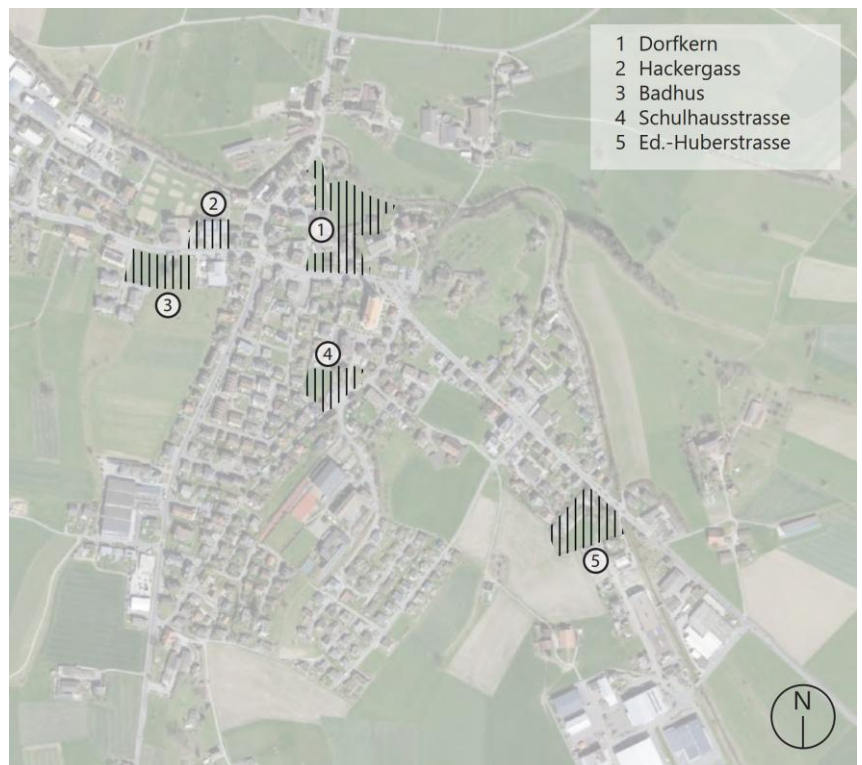 1 Dorfkern
2 Hackergass
3 Badhus
4 Schulhausstrasse
5 Ed.-Huberstrasse
2
1
3
4
5
N